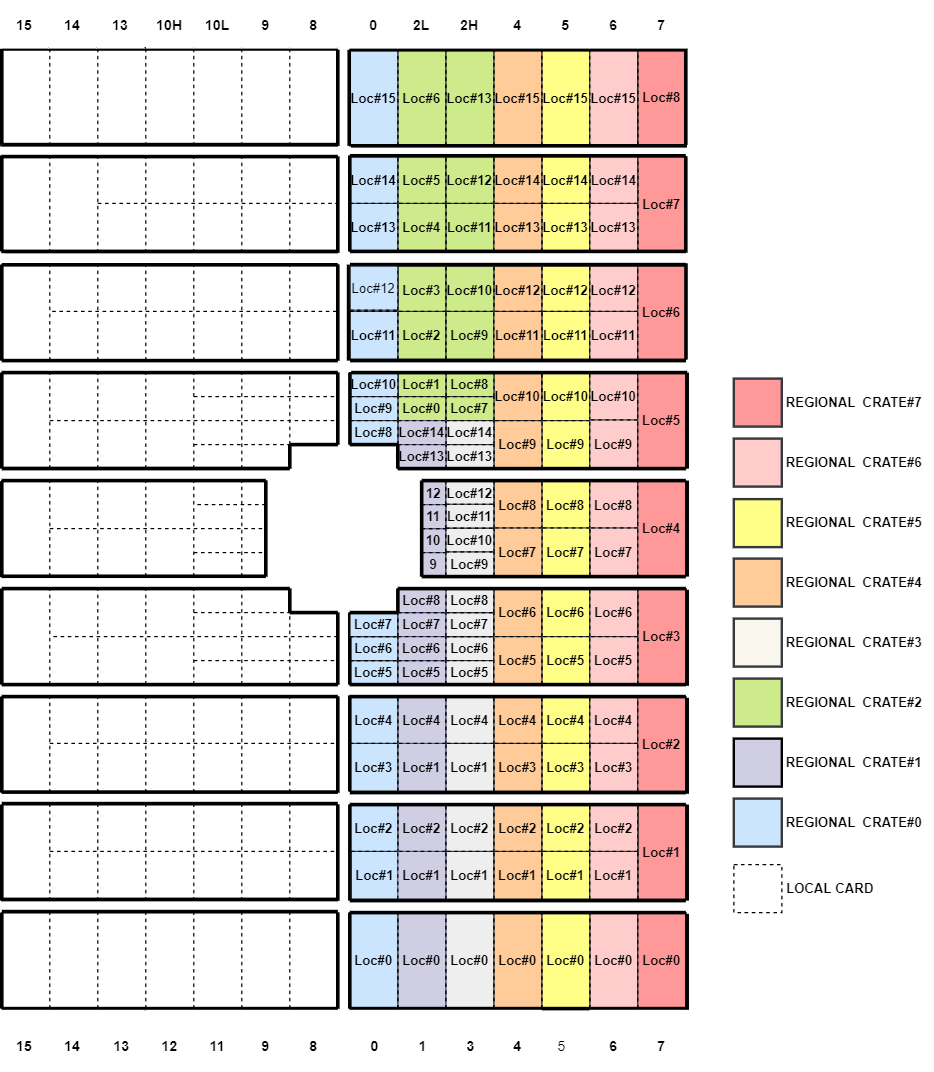 15 14 13 10H 10L 9 8 0 2L 2H 4 5 6 7
Loc#15 Loc#6 Loc#13 Loc#15 Loc#15 Loc#15 Loc#8
Loc#14 Loc#5 Loc#12 Loc#14 Loc#14 Loc#14
Loc#7
Loc#13 Loc#4 Loc#11 Loc#13 Loc#13 Loc#13
Loc#12 Loc#3 Loc#10 Loc#12 Loc#12 Loc#12
Loc#6
Loc#11 Loc#2 Loc#9 Loc#11 Loc#11 Loc#11
Loc#10 Loc#1 Loc#8
Loc#10 Loc#10 Loc#10
REGIONAL CRATE#7
Loc#9 Loc#0 Loc#7
Loc#5
Loc#8 Loc#14 Loc#14
Loc#9 Loc#9 Loc#9
Loc#13 Loc#13
REGIONAL CRATE#6
12 Loc#12
Loc#8 Loc#8 Loc#8
11 Loc#11
REGIONAL CRATE#5
Loc#4
10 Loc#10
Loc#7 Loc#7 Loc#7
9 Loc#9
REGIONAL CRATE#4
Loc#8 Loc#8
Loc#6 Loc#6 Loc#6
Loc#7 Loc#7 Loc#7
Loc#3
REGIONAL CRATE#3
Loc#6 Loc#6 Loc#6
Loc#5 Loc#5 Loc#5
Loc#5 Loc#5 Loc#5
REGIONAL CRATE#2
Loc#4 Loc#4 Loc#4 Loc#4 Loc#4 Loc#4
Loc#2
REGIONAL CRATE#1
Loc#3 Loc#1 Loc#1 Loc#3 Loc#3 Loc#3
REGIONAL CRATE#0
Loc#2 Loc#2 Loc#2 Loc#2 Loc#2 Loc#2
Loc#1
Loc#1 Loc#1 Loc#1 Loc#1 Loc#1 Loc#1
LOCAL CARD
Loc#0 Loc#0 Loc#0 Loc#0 Loc#0 Loc#0 Loc#0
15 14 13 12 11 9 8 0 1 3 4 5 6 7